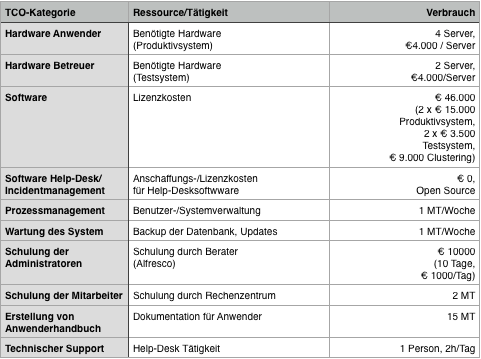 TCO-Kategorie Ressource/Tätigkeit Verbrauch
Hardware Anwender Benötigte Hardware 4 Server,
(Produktivsystem) €4.000 / Server
Hardware Betreuer Benötigte Hardware 2 Server,
(Testsystem) €4.000/Server
Software Lizenzkosten € 46.000
(2 x € 15.000
Produktivsystem,
2 x € 3.500
Testsystem,
€ 9.000 Clustering)
Software Help-Desk/ Anschaffungs-/Lizenzkosten € 0,
Incidentmanagement für Help-Desksoftwware Open Source
Prozessmanagement Benutzer-/Systemverwaltung 1 MT/Woche
Wartung des System Backup der Datenbank, Updates 1 MT/Woche
Schulung der Schulung durch Berater € 10000
Administratoren (Alfresco) (10 Tage,
€ 1000/Tag)
Schulung der Mitarbeiter Schulung durch Rechenzentrum 2 MT
Erstellung von Dokumentation für Anwender 15 MT
Anwenderhandbuch
Technischer Support Help-Desk Tätigkeit 1 Person, 2h/Tag